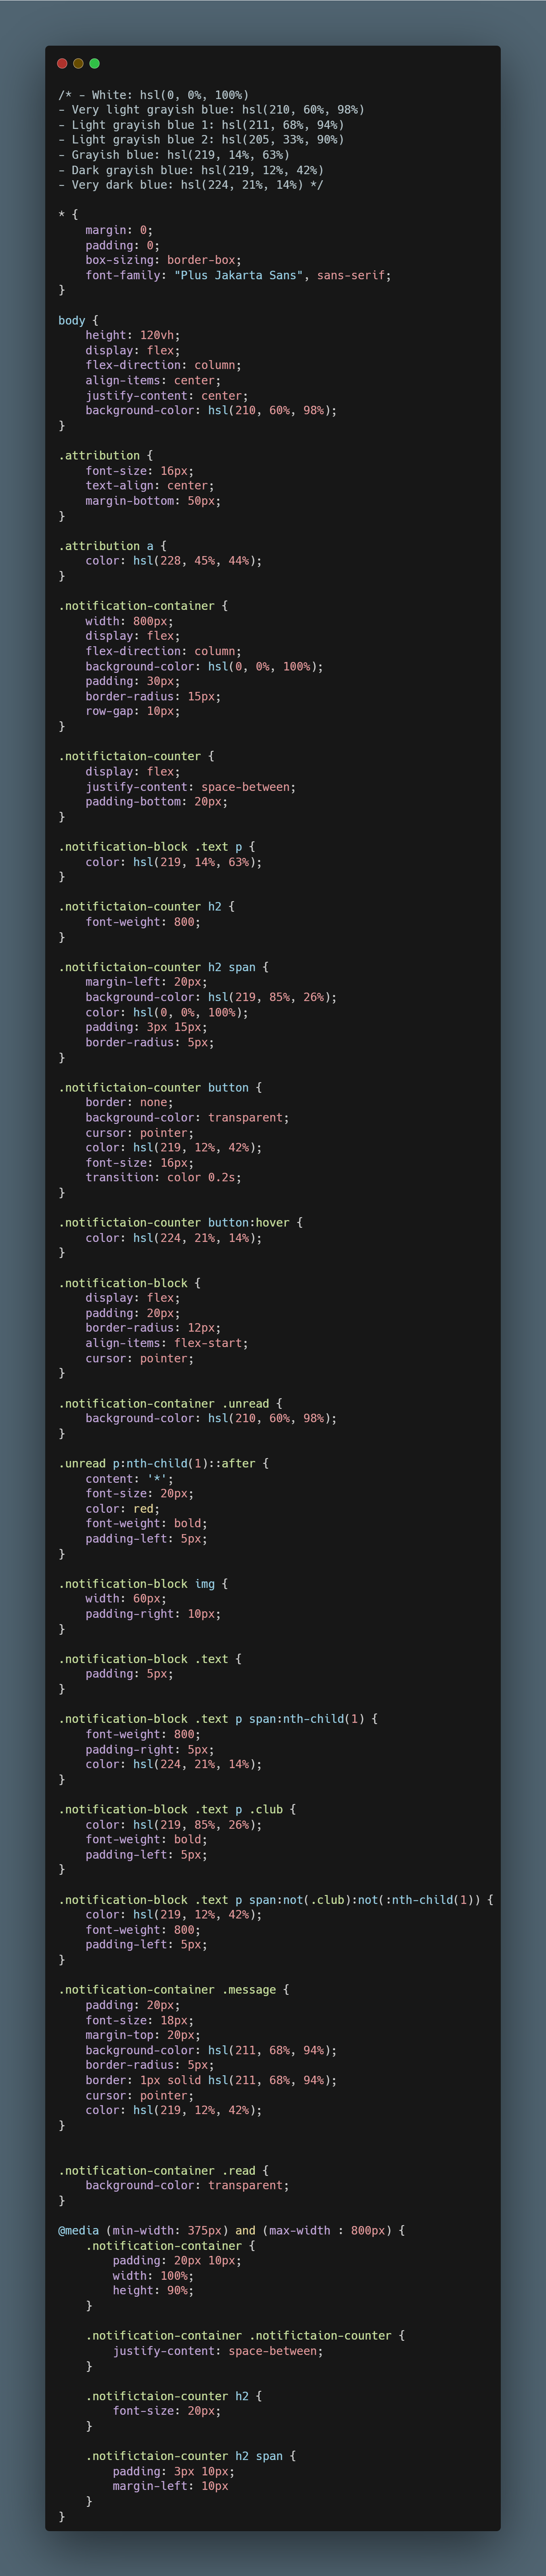 /* - White: hsl(0, 0%, 100%)
- Very light grayish blue: hsl(210, 60%, 98%)
- Light grayish blue 1: hsl(211, 68%, 94%)
- Light grayish blue 2: hsl(205, 33%, 90%)
- Grayish blue: hsl(219, 14%, 63%)
- Dark grayish blue: hsl(219, 12%, 42%)
- Very dark blue: hsl(224, 21%, 14%) */

* {
    margin: 0;
    padding: 0;
    box-sizing: border-box;
    font-family: "Plus Jakarta Sans", sans-serif;
}

body {
    height: 120vh;
    display: flex;
    flex-direction: column;
    align-items: center;
    justify-content: center;
    background-color: hsl(210, 60%, 98%);
}

.attribution {
    font-size: 16px;
    text-align: center;
    margin-bottom: 50px;
}

.attribution a {
    color: hsl(228, 45%, 44%);
}

.notification-container {
    width: 800px;
    display: flex;
    flex-direction: column;
    background-color: hsl(0, 0%, 100%);
    padding: 30px;
    border-radius: 15px;
    row-gap: 10px;
}

.notifictaion-counter {
    display: flex;
    justify-content: space-between;
    padding-bottom: 20px;
}

.notification-block .text p {
    color: hsl(219, 14%, 63%);
}

.notifictaion-counter h2 {
    font-weight: 800;
}

.notifictaion-counter h2 span {
    margin-left: 20px;
    background-color: hsl(219, 85%, 26%);
    color: hsl(0, 0%, 100%);
    padding: 3px 15px;
    border-radius: 5px;
}

.notifictaion-counter button {
    border: none;
    background-color: transparent;
    cursor: pointer;
    color: hsl(219, 12%, 42%);
    font-size: 16px;
    transition: color 0.2s;
}

.notifictaion-counter button:hover {
    color: hsl(224, 21%, 14%);
}

.notification-block {
    display: flex;
    padding: 20px;
    border-radius: 12px;
    align-items: flex-start;
    cursor: pointer;
}

.notification-container .unread {
    background-color: hsl(210, 60%, 98%);
}

.unread p:nth-child(1)::after {
    content: '*';
    font-size: 20px;
    color: red;
    font-weight: bold;
    padding-left: 5px;
}

.notification-block img {
    width: 60px;
    padding-right: 10px;
}

.notification-block .text {
    padding: 5px;
}

.notification-block .text p span:nth-child(1) {
    font-weight: 800;
    padding-right: 5px;
    color: hsl(224, 21%, 14%);
}

.notification-block .text p .club {
    color: hsl(219, 85%, 26%);
    font-weight: bold;
    padding-left: 5px;
}

.notification-block .text p span:not(.club):not(:nth-child(1)) {
    color: hsl(219, 12%, 42%);
    font-weight: 800;
    padding-left: 5px;
}

.notification-container .message {
    padding: 20px;
    font-size: 18px;
    margin-top: 20px;
    background-color: hsl(211, 68%, 94%);
    border-radius: 5px;
    border: 1px solid hsl(211, 68%, 94%);
    cursor: pointer;
    color: hsl(219, 12%, 42%);
}


.notification-container .read {
    background-color: transparent;
}

@media (min-width: 375px) and (max-width : 800px) {
    .notification-container {
        padding: 20px 10px;
        width: 100%;
        height: 90%;
    }

    .notification-container .notifictaion-counter {
        justify-content: space-between;
    }

    .notifictaion-counter h2 {
        font-size: 20px;
    }

    .notifictaion-counter h2 span {
        padding: 3px 10px;
        margin-left: 10px
    }
}